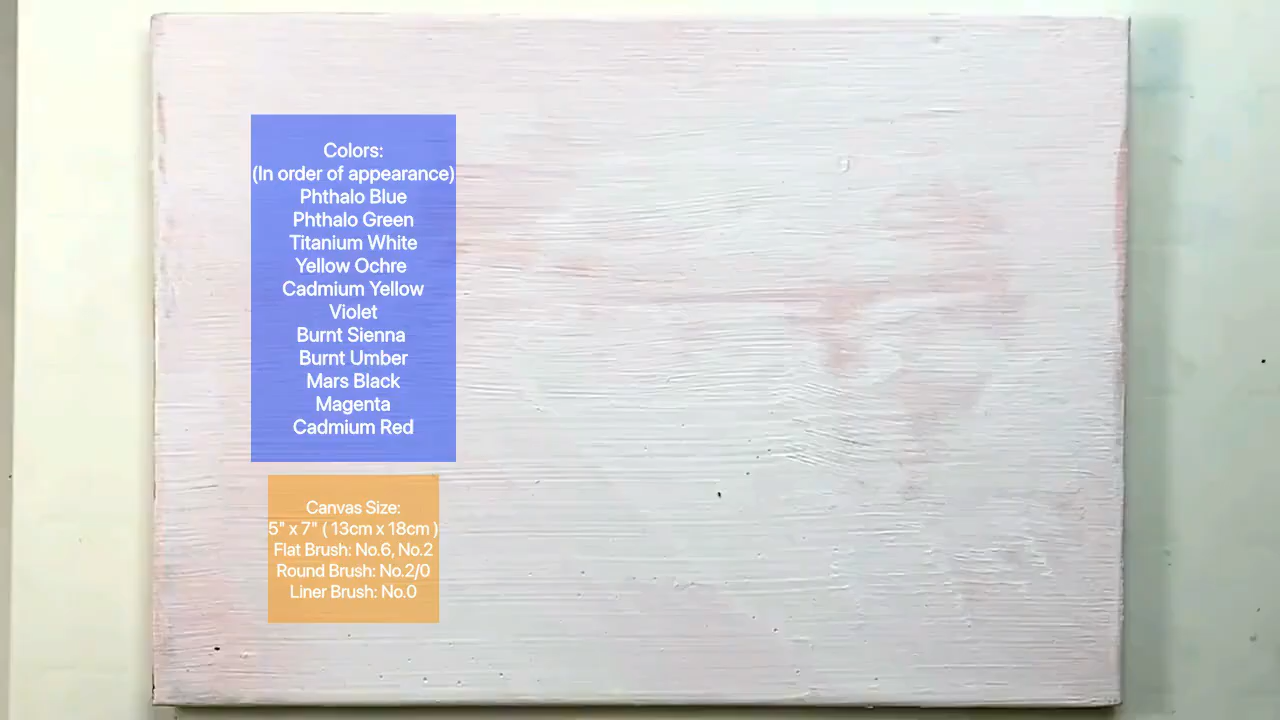 Colors:
(In order of appearance)
Phthalo Blue
Phthalo Green
Titanium White
Yellow Ochre
Cadmium Yellow
Violet
Burnt Sienna
Burnt Umber
Mars Black
Magenta
Cadmium Red
Canvas Size:
5" x 7" ( 13cm x 18cm )
Flat Brush: No.6, No.2
Round Brush: No.2/0
Liner Brush: No.0